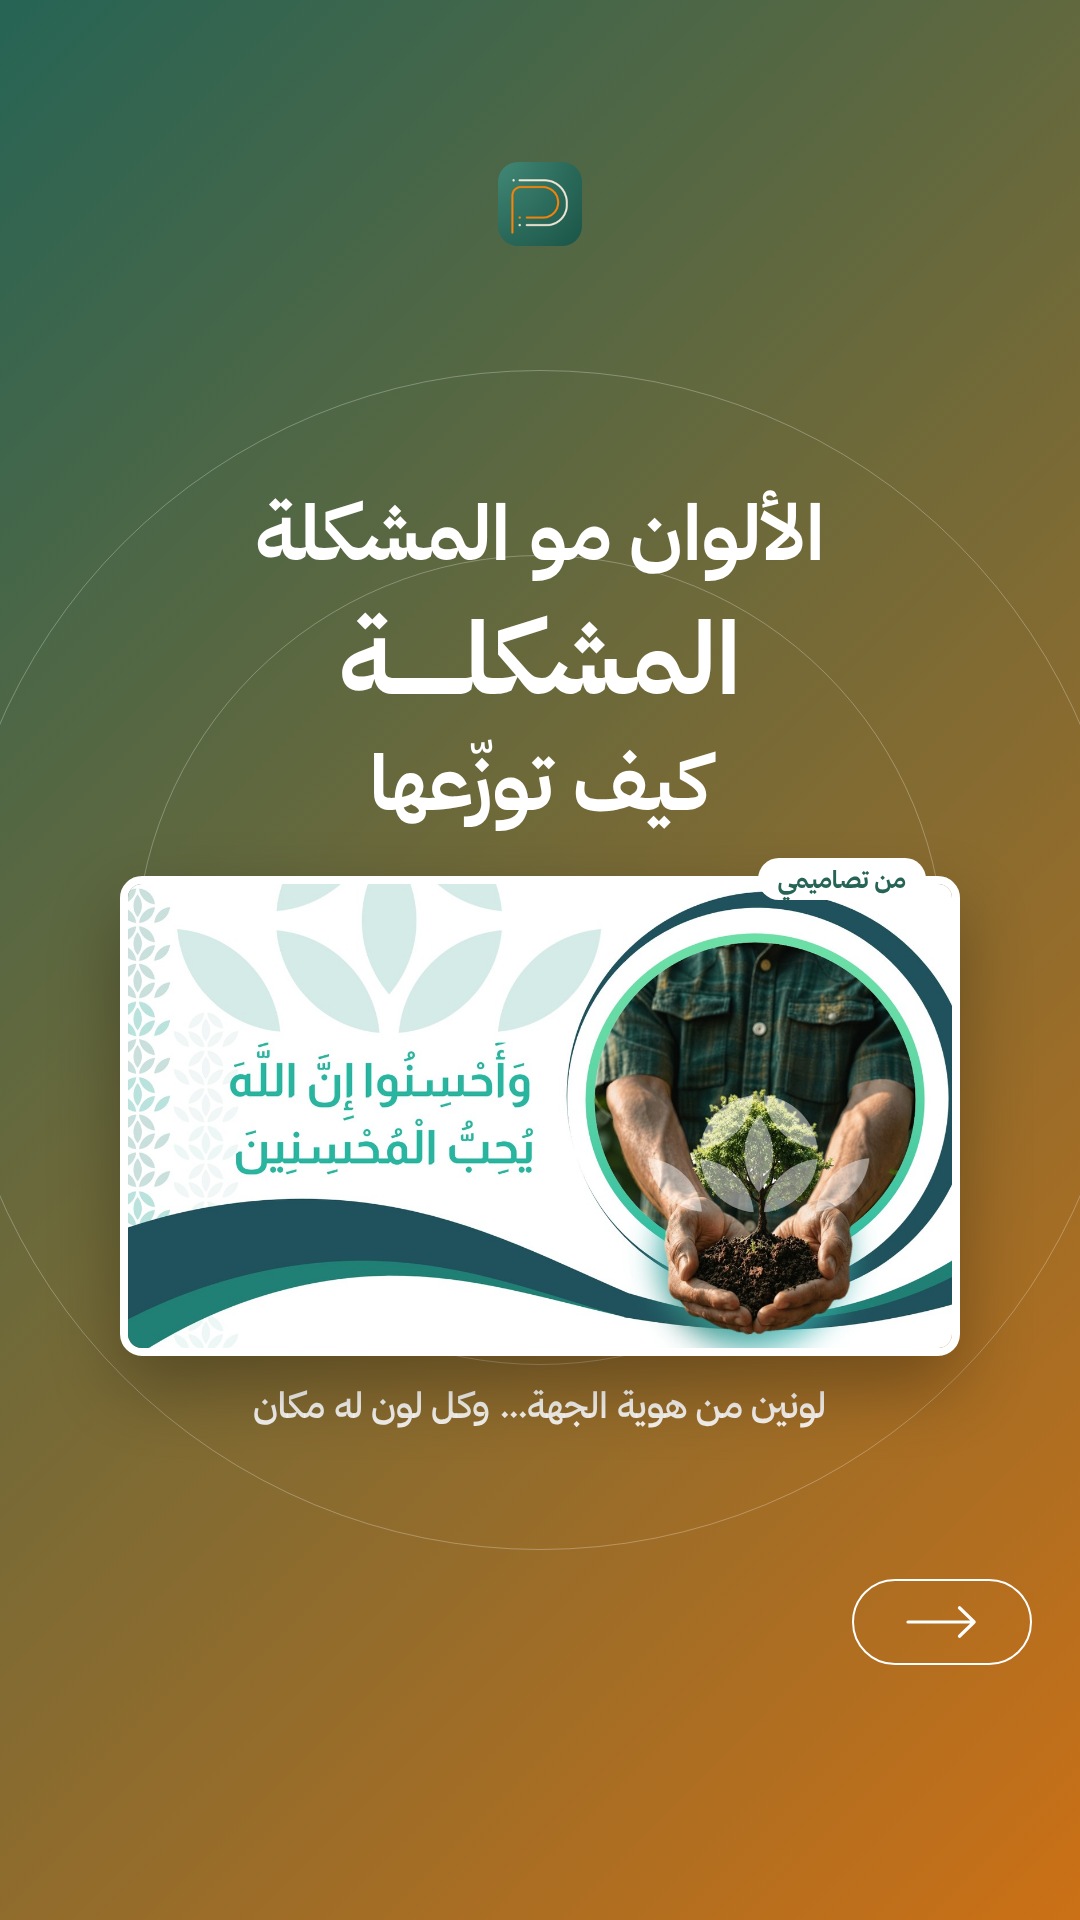 الألوان مو المشكلة
المشكلـــة
كيف توزّعها
من تصاميمي
وَأَحْسِنُوا إِنَّ اللَّهَ
يُحِبُّ الْمُحْسِنِينَ
لونين من هوية الجهة... وكل لون له مكان